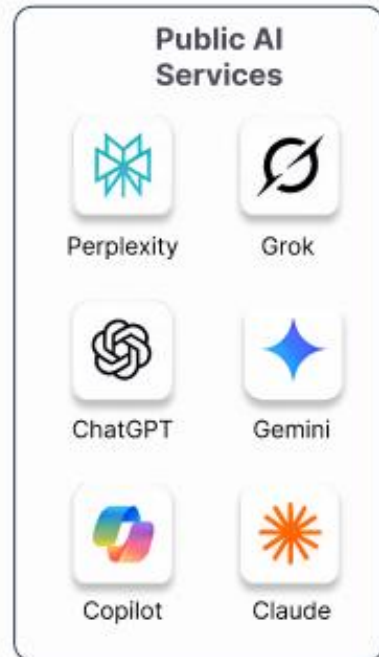 Public AI
Services
Perplexity
Grok
ChatGPT
Gemini
Copilot
Claude